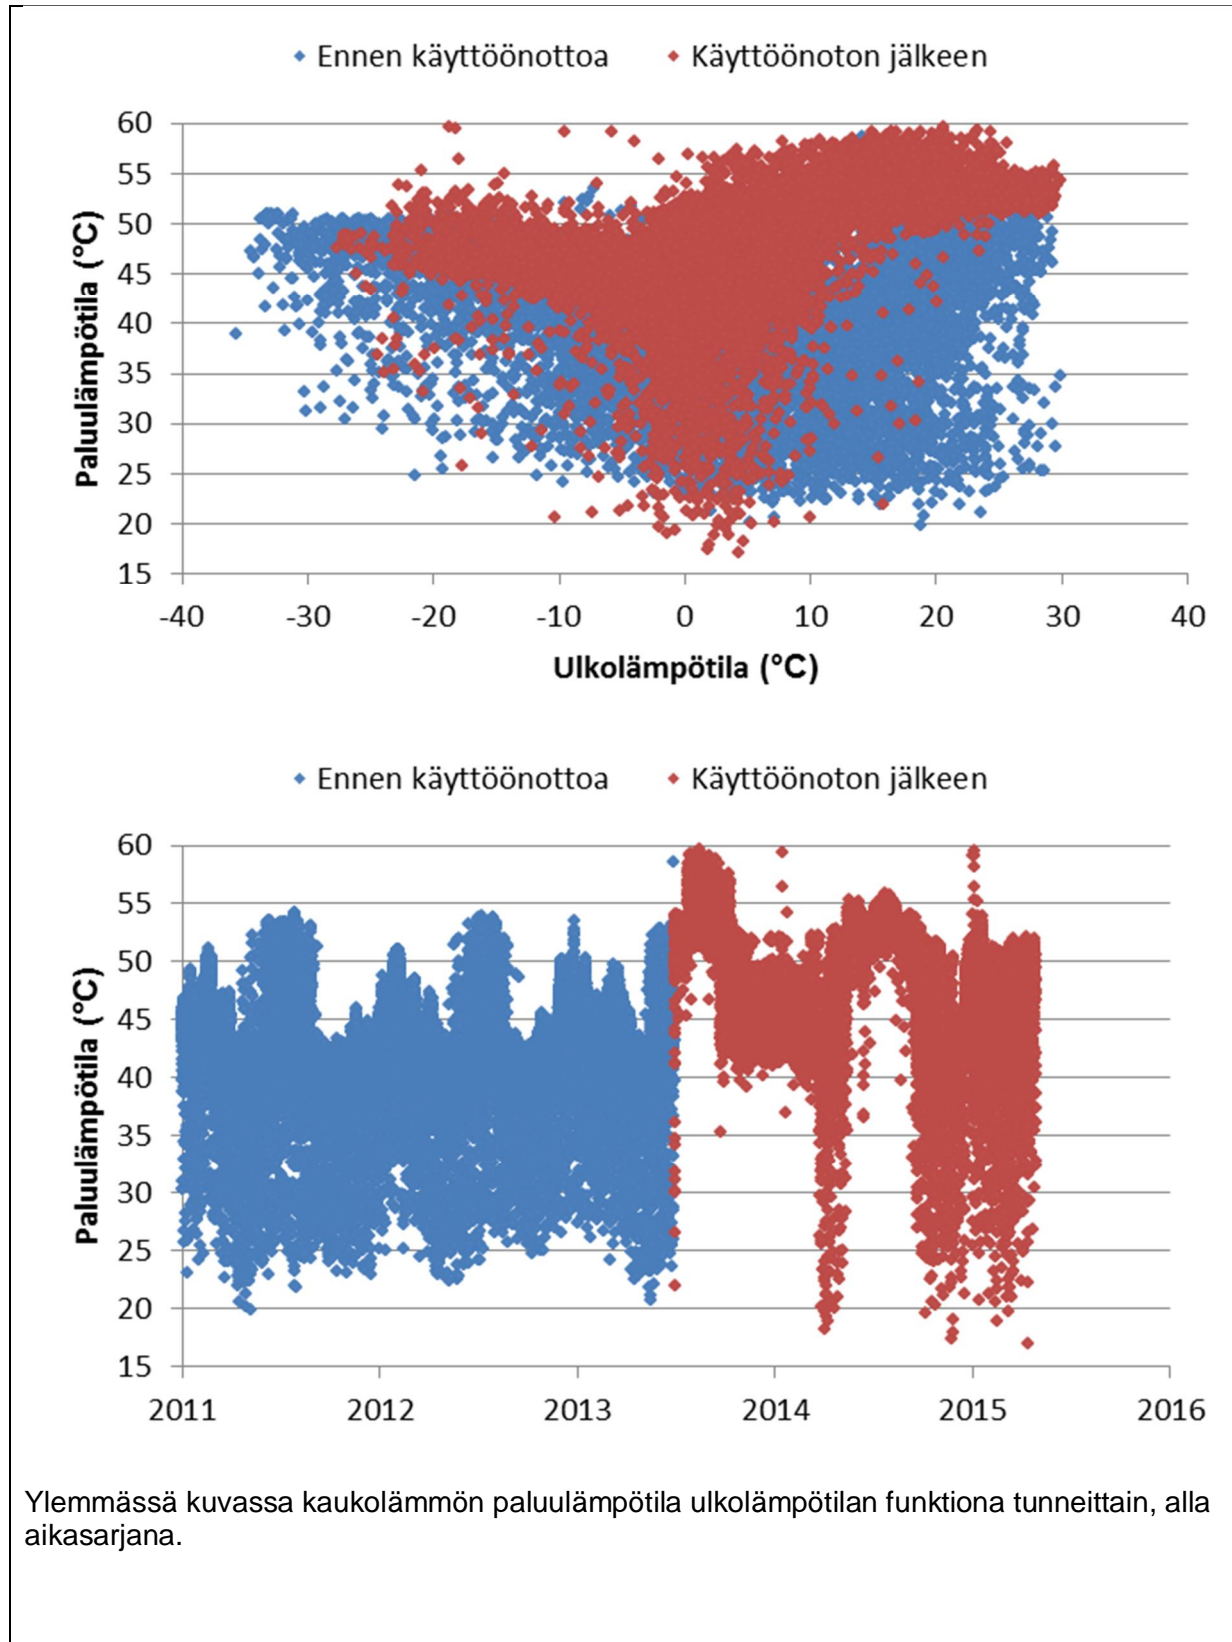 Ennen käyttöönottoa Käyttöönoton jälkeen
60
55
50
45
40
35
30
25
20
15
Paluulämpötila (°C)
-40 -30 -20 -10 0 10 20 30 40
Ulkolämpötila (°C)
Ennen käyttöönottoa Käyttöönoton jälkeen
60
55
50
45
40
35
30
25
20
15
Paluulämpötila (°C)
2011 2012 2013 2014 2015 2016
Ylemmässä kuvassa kaukolämmön paluulämpötila ulkolämpötilan funktiona tunneittain, alla
aikasarjana.